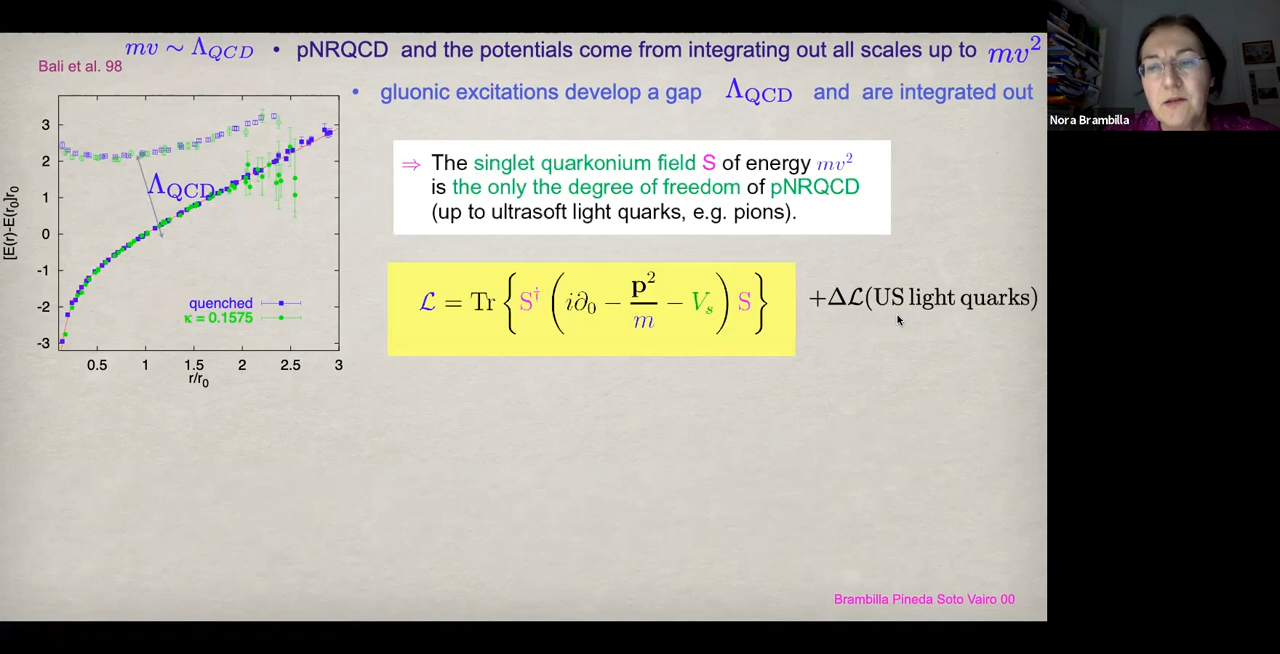 mv ∼ Λ_QCD • pNRQCD and the potentials come from integrating out all scales up to mv²
Bali et al. 98
• gluonic excitations develop a gap Λ_QCD and are integrated out
Nora Brambilla
⇒ The singlet quarkonium field S of energy mv²
is the only the degree of freedom of pNRQCD
(up to ultrasoft light quarks, e.g. pions).
ℒ = Tr { S† ( i∂₀ − p²/m − V_s ) S } +Δℒ(US light quarks)
[E(r)-E(r₀)]r₀
3
2
1
0
-1
-2
-3
Λ_QCD
quenched
κ = 0.1575
0.5 1 1.5 2 2.5 3
r/r₀
Brambilla Pineda Soto Vairo 00